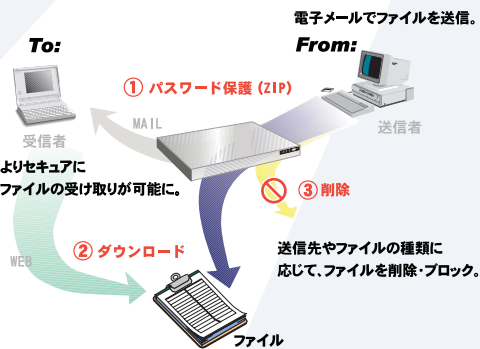 電子メールでファイルを送信。
To:
From:
①パスワード保護（ZIP）
MAIL
受信者
送信者
よりセキュアに
ファイルの受け取りが可能に。
③削除
②ダウンロード
送信先やファイルの種類に
応じて、ファイルを削除・ブロック。
WEB
ファイル